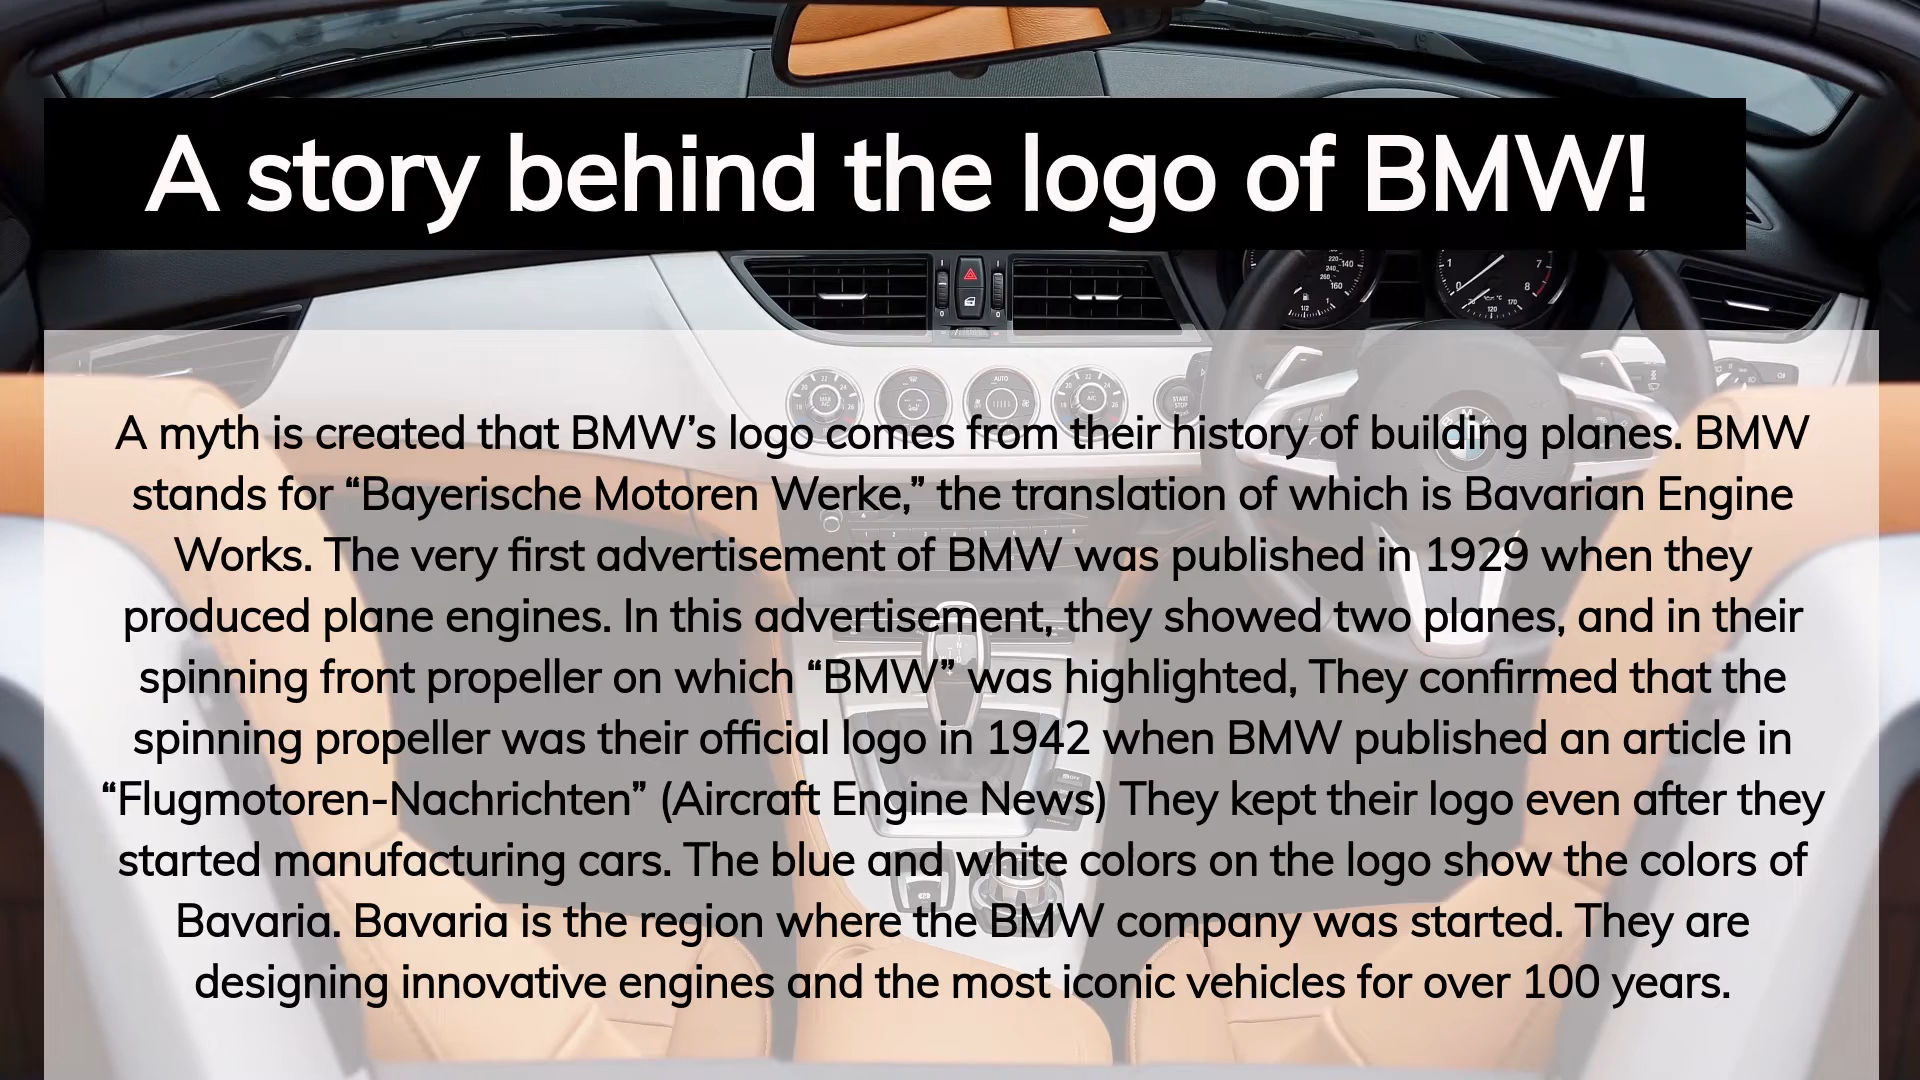 A story behind the logo of BMW!
A myth is created that BMW’s logo comes from their history of building planes. BMW
stands for “Bayerische Motoren Werke,” the translation of which is Bavarian Engine
Works. The very first advertisement of BMW was published in 1929 when they
produced plane engines. In this advertisement, they showed two planes, and in their
spinning front propeller on which “BMW” was highlighted, They confirmed that the
spinning propeller was their official logo in 1942 when BMW published an article in
“Flugmotoren-Nachrichten” (Aircraft Engine News) They kept their logo even after they
started manufacturing cars. The blue and white colors on the logo show the colors of
Bavaria. Bavaria is the region where the BMW company was started. They are
designing innovative engines and the most iconic vehicles for over 100 years.